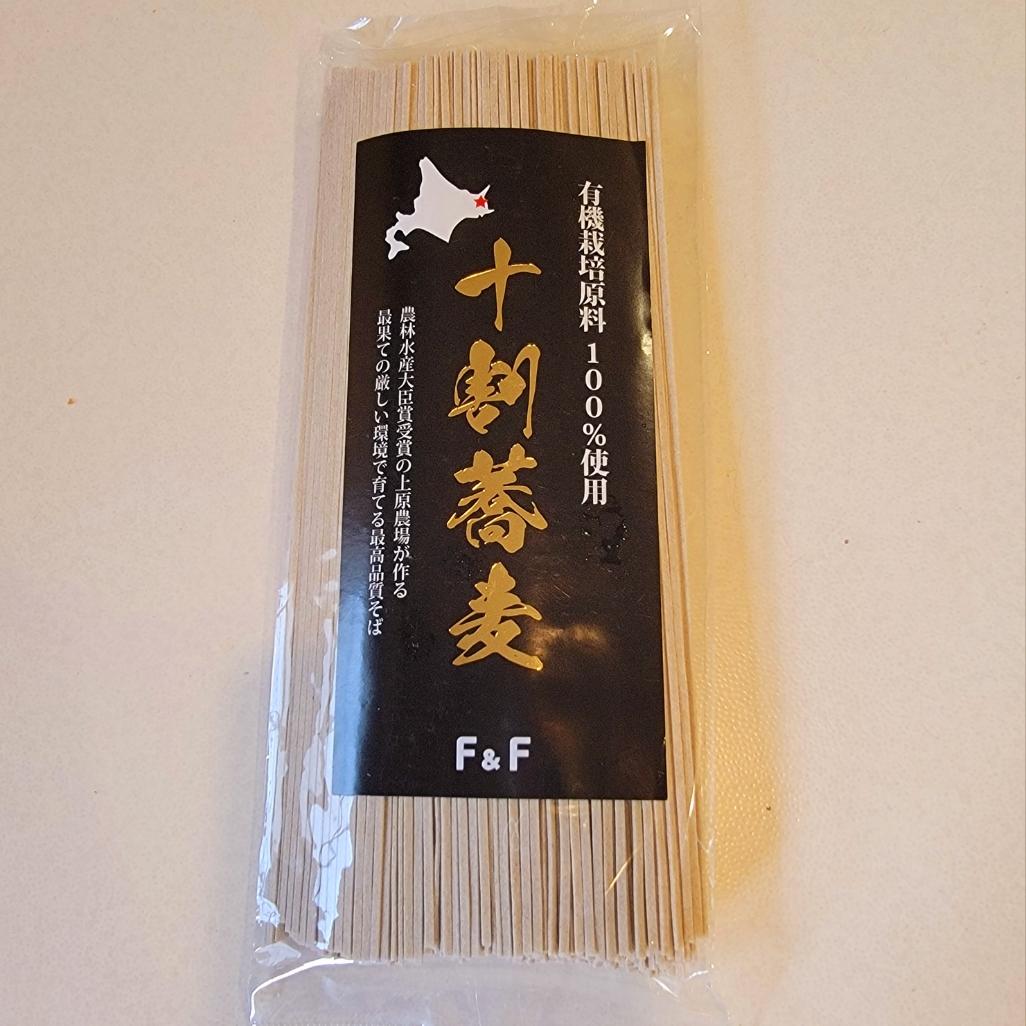 有機栽培原料 100%使用
十割蕎麦
農林水産大臣賞受賞の上原農場が作る
最果ての厳しい環境で育てる最高品質そば
F&F